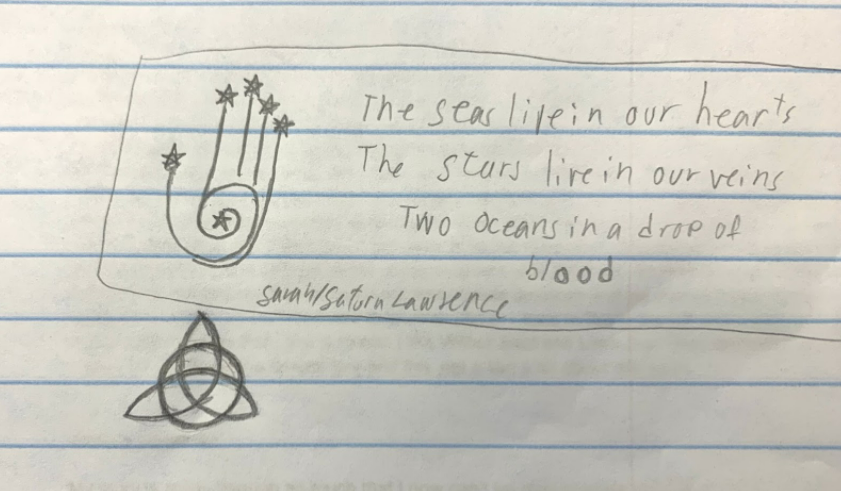 The seas live in our hearts
The stars live in our veins
Two oceans in a drop of
blood
Sarah/Saturn Lawrence